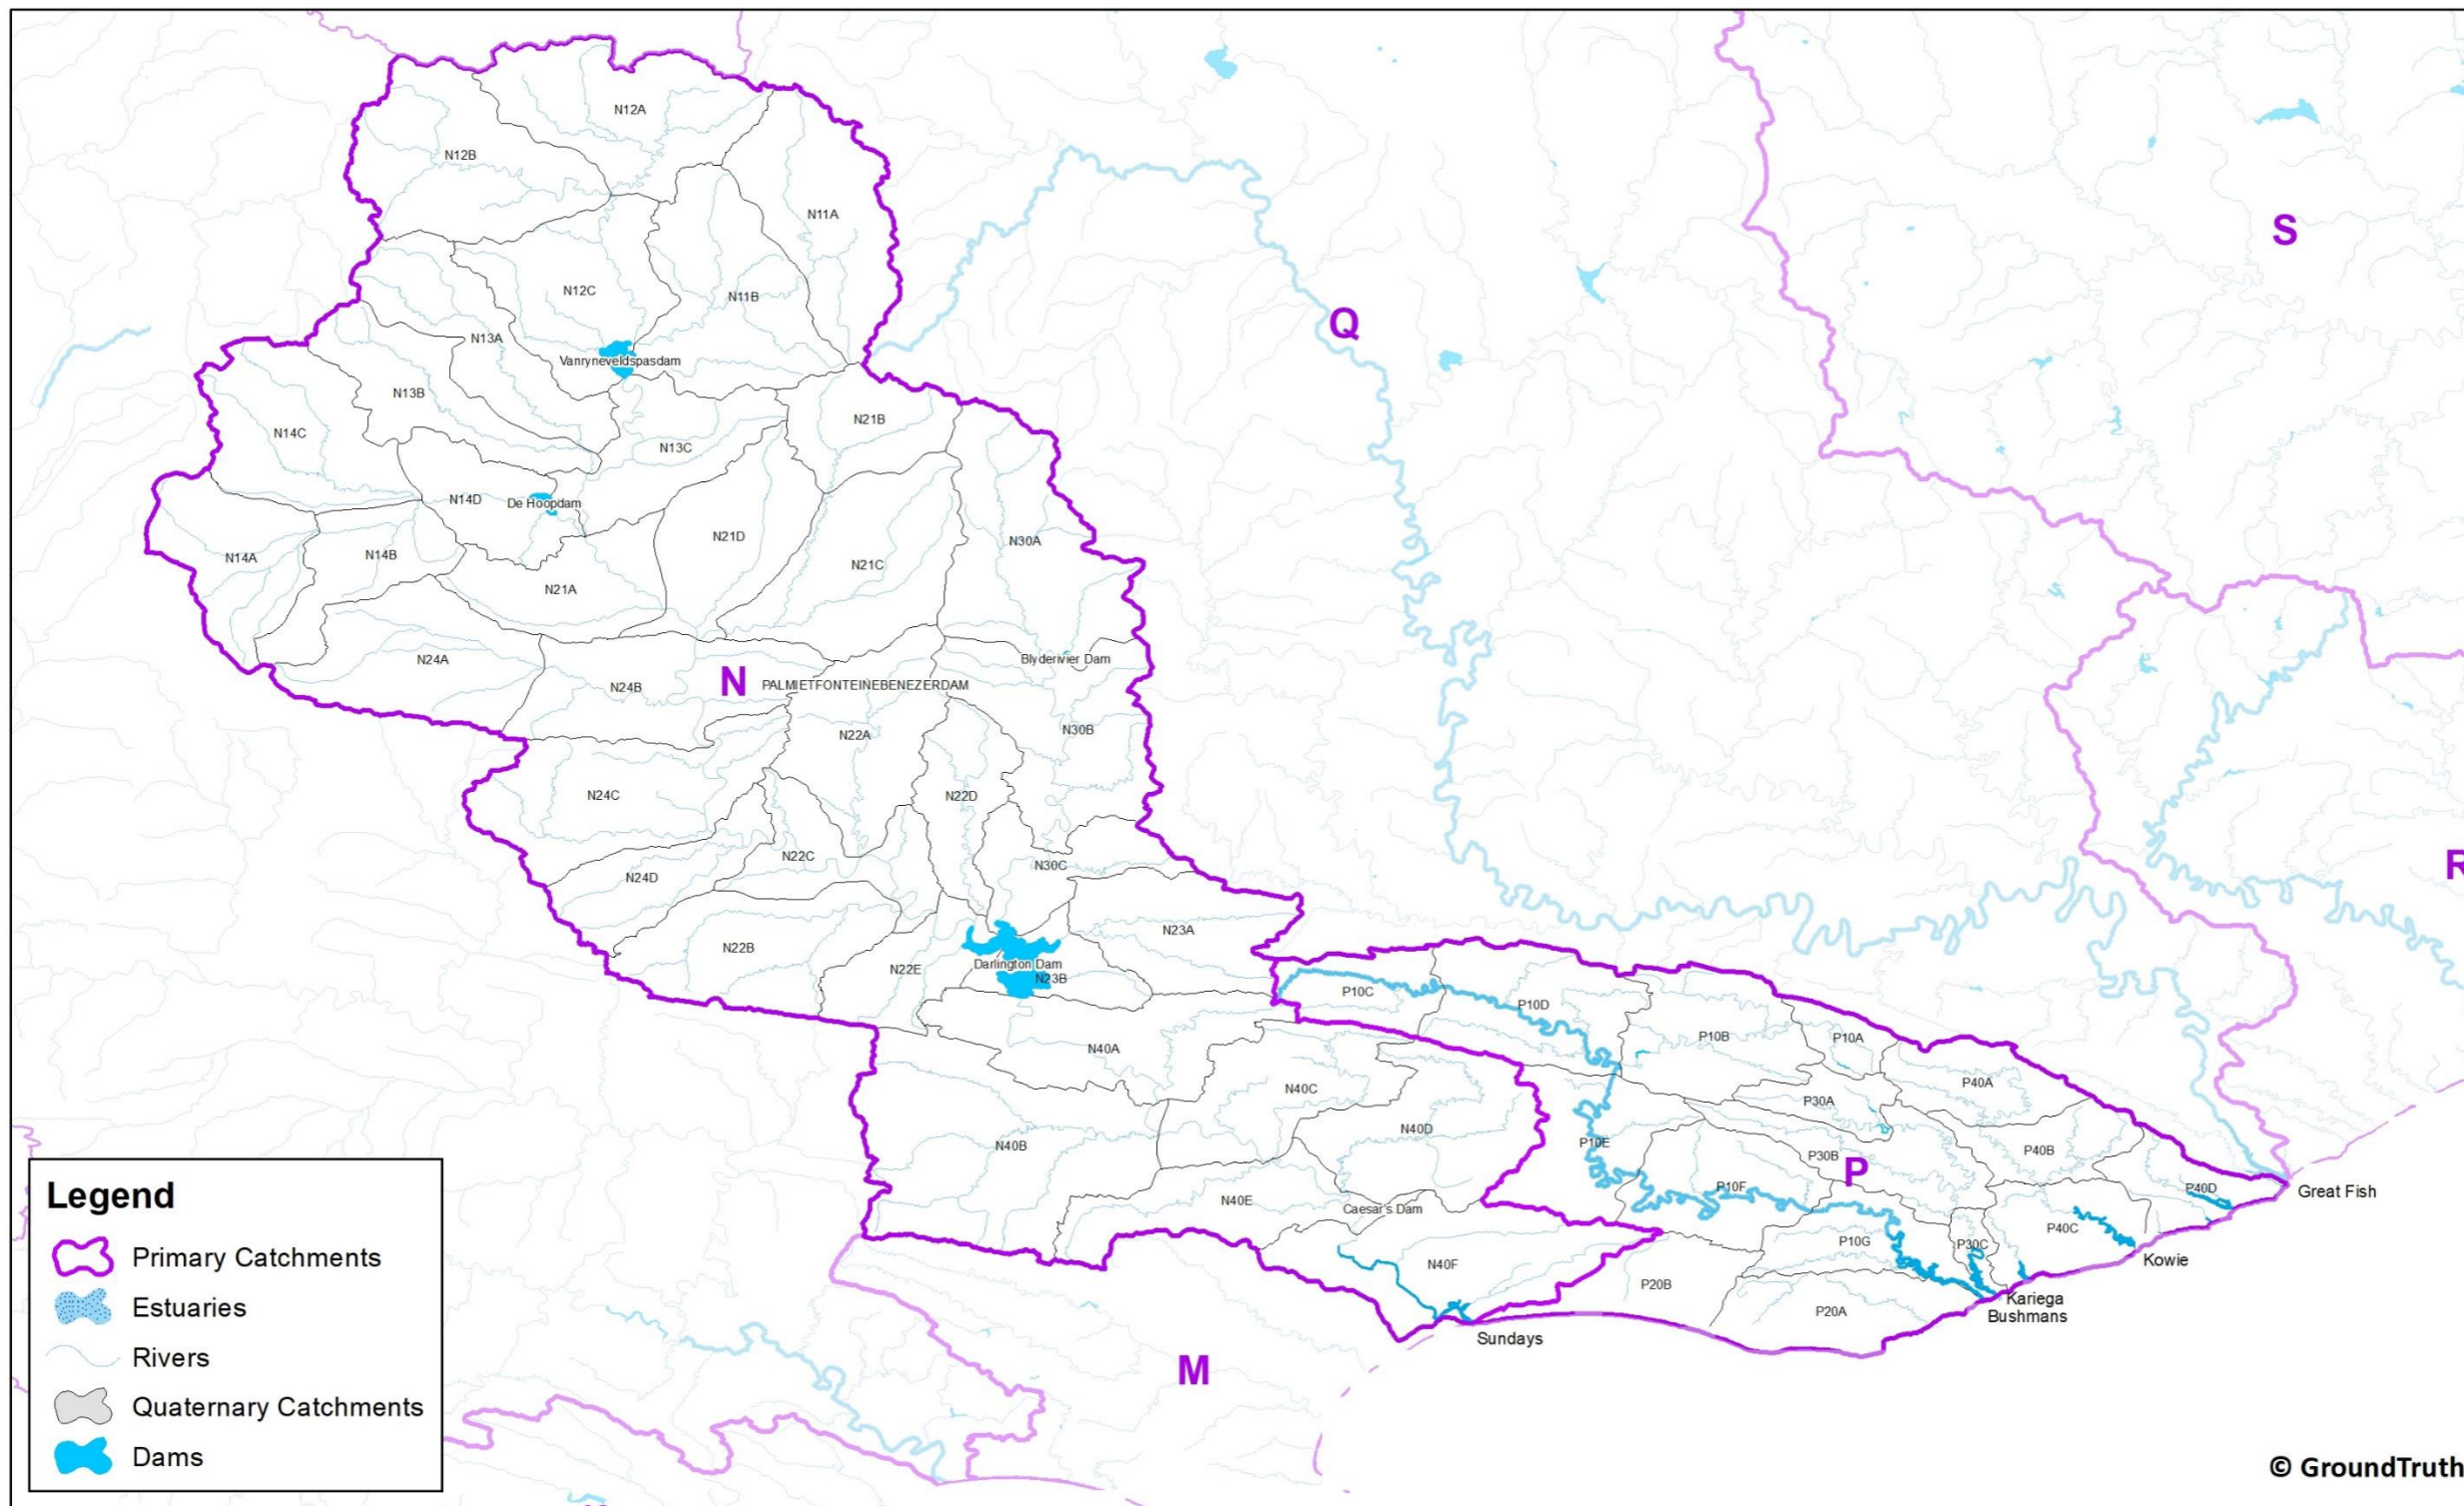 N12A
N12B
N11A
S
N12C
N11B
Q
N13A
Vanryneveldspasdam
N13B
N21B
N14C
N13C
N14D
De Hoopdam
N21D
N30A
N14A
N14B
N21C
N21A
N24A
Blyderivier Dam
N24B
N
PALMIETFONTEINEBENEZERDAM
N22A
N30B
N24C
N22D
N22C
N30C
R
N24D
N23A
N22B
N22E
Darlington Dam
N23B
P10C
P10D
P10B
P10A
N40A
N40C
P40A
P30A
N40D
N40B
P10E
P30B
P40B
P
P10F
P40D
Great Fish
N40E
Caesar's Dam
P40C
P10G
P30C
Kowie
N40F
P20B
Kariega
P20A
Bushmans
Sundays
M
Legend
Primary Catchments
Estuaries
Rivers
Quaternary Catchments
Dams
© GroundTruth